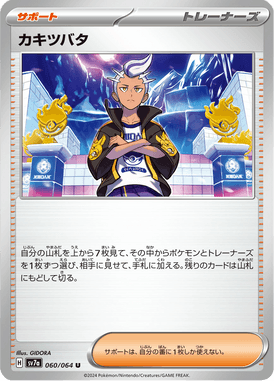 サポート
トレーナーズ
カキツバタ
自分の山札を上から7枚見て、その中からポケモンとトレーナーズ
を1枚ずつ選び、相手に見せて、手札に加える。残りのカードは山札
にもどして切る。
Illus. GIDORA
H SV7a 060/064 U
サポートは、自分の番に1枚しか使えない。
©2024 Pokémon/Nintendo/Creatures/GAME FREAK.